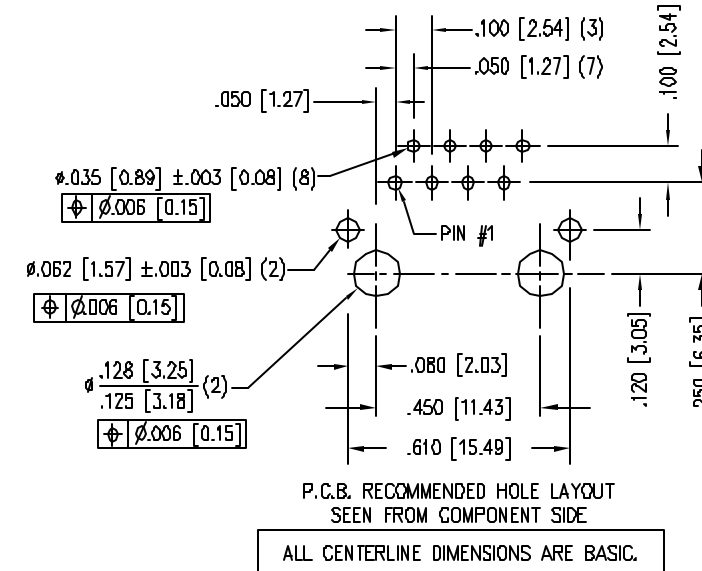 .100 [2.54] (3)
.050 [1.27] (7)
.050 [1.27]
.100 [2.54]
ø.035 [0.89] ±.003 [0.08] (8)
⌖ Ø.006 [0.15]
PIN #1
ø.062 [1.57] ±.003 [0.08] (2)
⌖ Ø.006 [0.15]
ø .128 [3.25]
.125 [3.18] (2)
⌖ Ø.006 [0.15]
.080 [2.03]
.450 [11.43]
.610 [15.49]
.120 [3.05]
.250 [6.35]
P.C.B. RECOMMENDED HOLE LAYOUT
SEEN FROM COMPONENT SIDE
ALL CENTERLINE DIMENSIONS ARE BASIC.